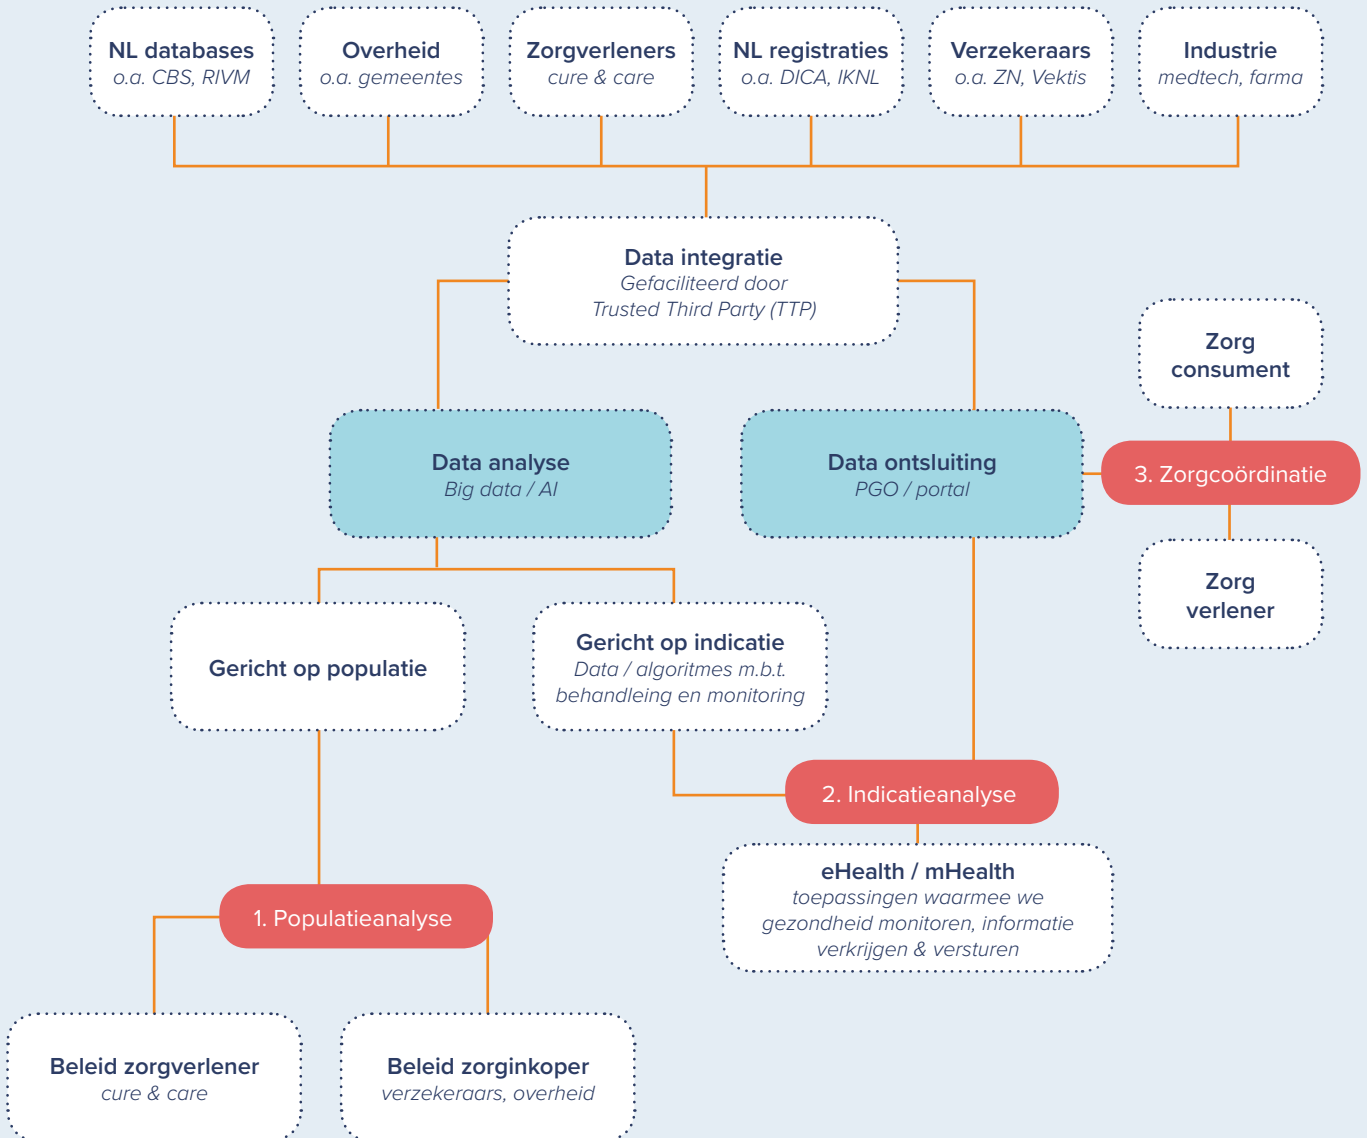 NL databases
o.a. CBS, RIVM
Overheid
o.a. gemeentes
Zorgverleners
cure & care
NL registraties
o.a. DICA, IKNL
Verzekeraars
o.a. ZN, Vektis
Industrie
medtech, farma
Data integratie
Gefaciliteerd door
Trusted Third Party (TTP)
Zorg
consument
Data analyse
Big data / AI
Data ontsluiting
PGO / portal
3. Zorgcoördinatie
Zorg
verlener
Gericht op populatie
Gericht op indicatie
Data / algoritmes m.b.t.
behandleing en monitoring
2. Indicatieanalyse
eHealth / mHealth
toepassingen waarmee we
gezondheid monitoren, informatie
verkrijgen & versturen
1. Populatieanalyse
Beleid zorgverlener
cure & care
Beleid zorginkoper
verzekeraars, overheid